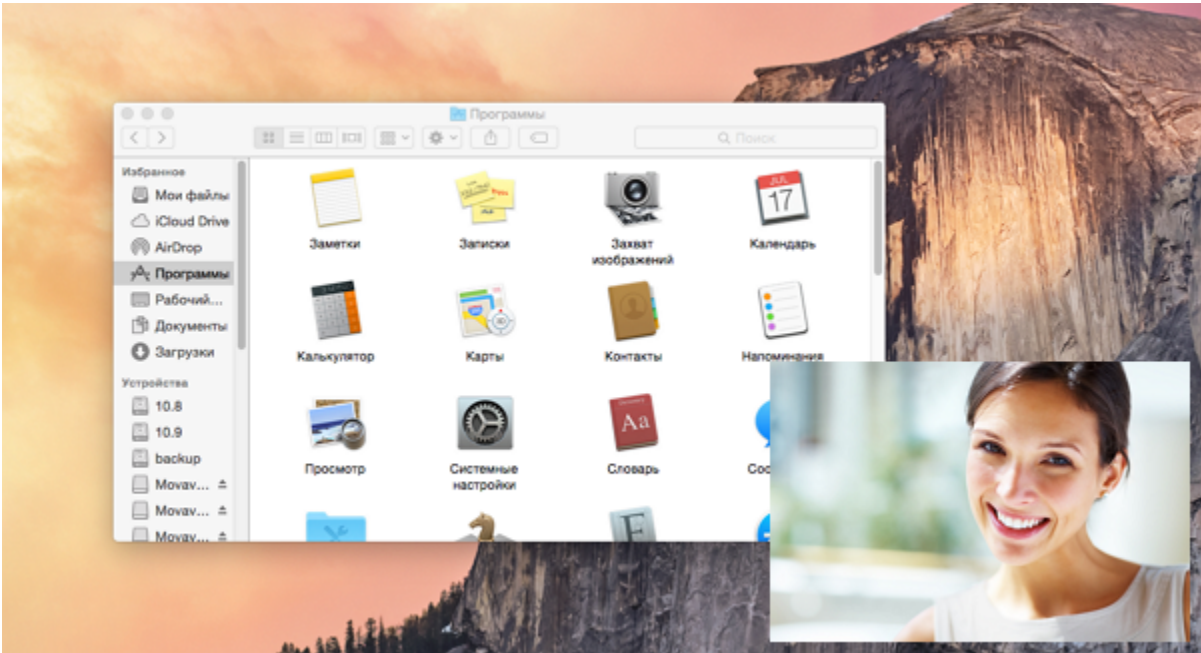 Программы
Поиск
Избранное
Мои файлы
iCloud Drive
AirDrop
Программы
Рабочий...
Документы
Загрузки
Устройства
10.8
10.9
backup
Movav...
Movav...
Movav...
Заметки
Записки
Захват
изображений
JUL
17
Календарь
Калькулятор
Карты
Контакты
Напоминания
Просмотр
Системные
настройки
Aa
Словарь
Соо
F